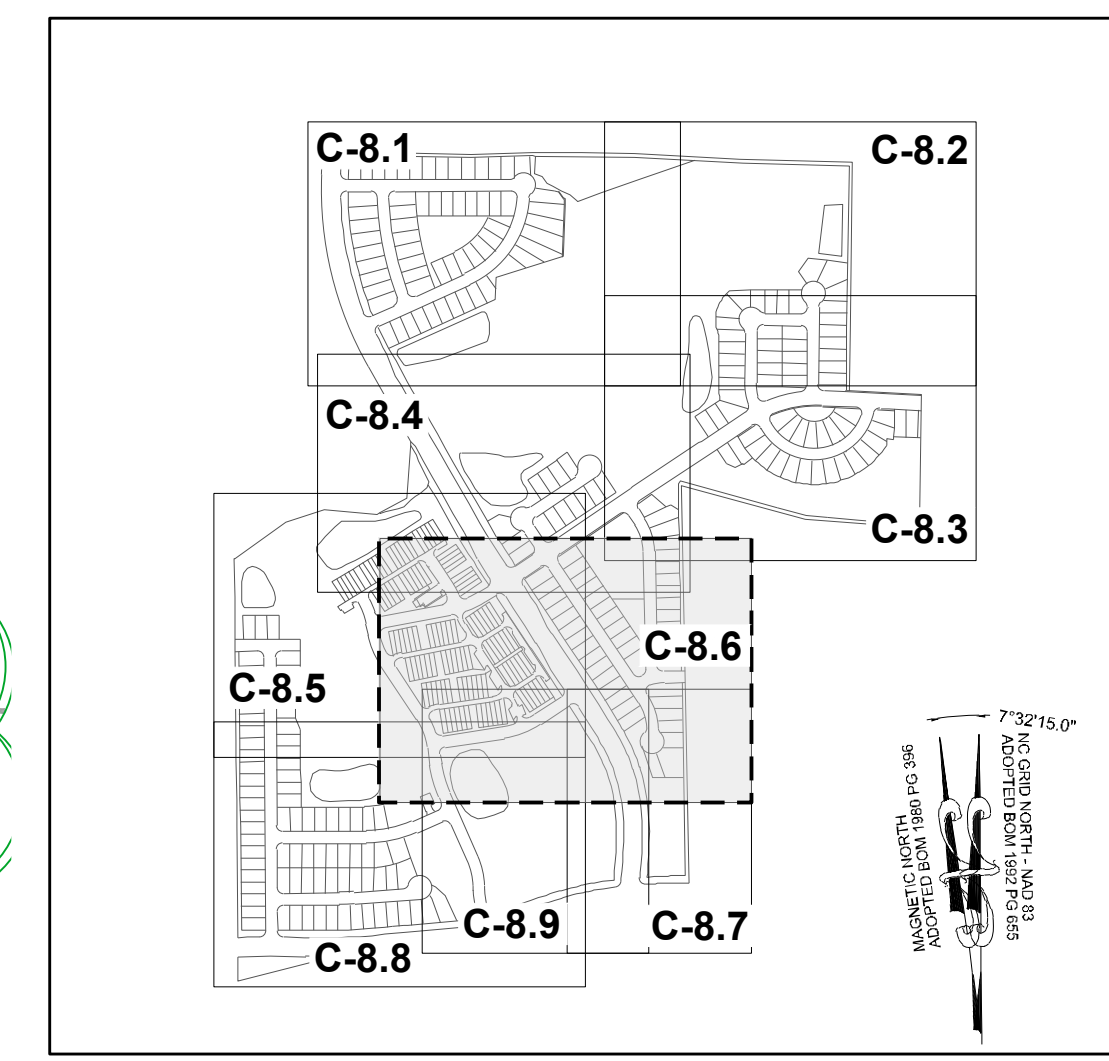 C-8.1
C-8.2
C-8.4
C-8.3
C-8.6
C-8.5
C-8.9
C-8.7
C-8.8
7°32'15.0"
NC GRID NORTH - NAD 83
ADOPTED BOM 1992 PG 655
MAGNETIC NORTH
ADOPTED BOM 1980 PG 396